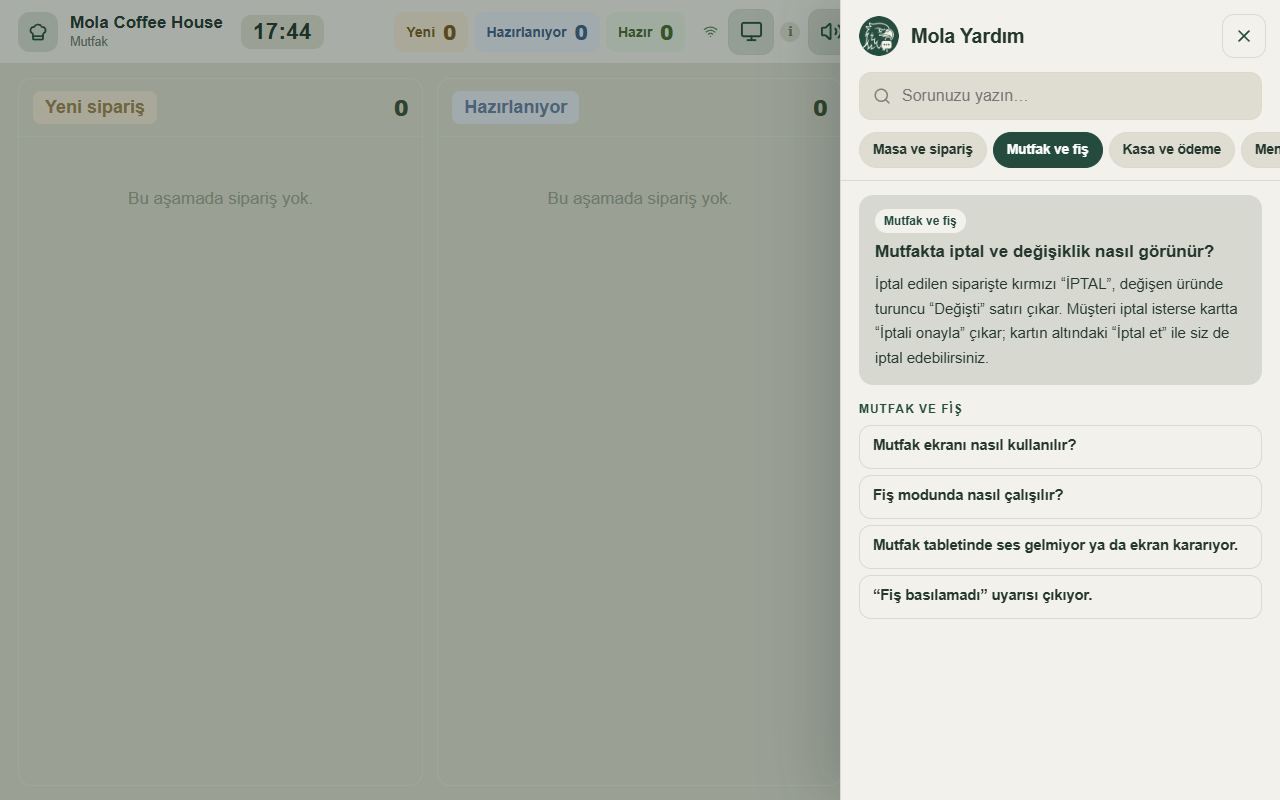 Mola Coffee House
Mutfak
17:44
Yeni 0
Hazırlanıyor 0
Hazır 0
i
Yeni sipariş 0
Bu aşamada sipariş yok.
Hazırlanıyor 0
Bu aşamada sipariş yok.
Mola Yardım
Sorunuzu yazın…
Masa ve sipariş
Mutfak ve fiş
Kasa ve ödeme
Men
Mutfak ve fiş
Mutfakta iptal ve değişiklik nasıl görünür?
İptal edilen siparişte kırmızı “İPTAL”, değişen üründe
turuncu “Değişti” satırı çıkar. Müşteri iptal isterse kartta
“İptali onayla” çıkar; kartın altındaki “İptal et” ile siz de
iptal edebilirsiniz.
MUTFAK VE FİŞ
Mutfak ekranı nasıl kullanılır?
Fiş modunda nasıl çalışılır?
Mutfak tabletinde ses gelmiyor ya da ekran kararıyor.
“Fiş basılamadı” uyarısı çıkıyor.